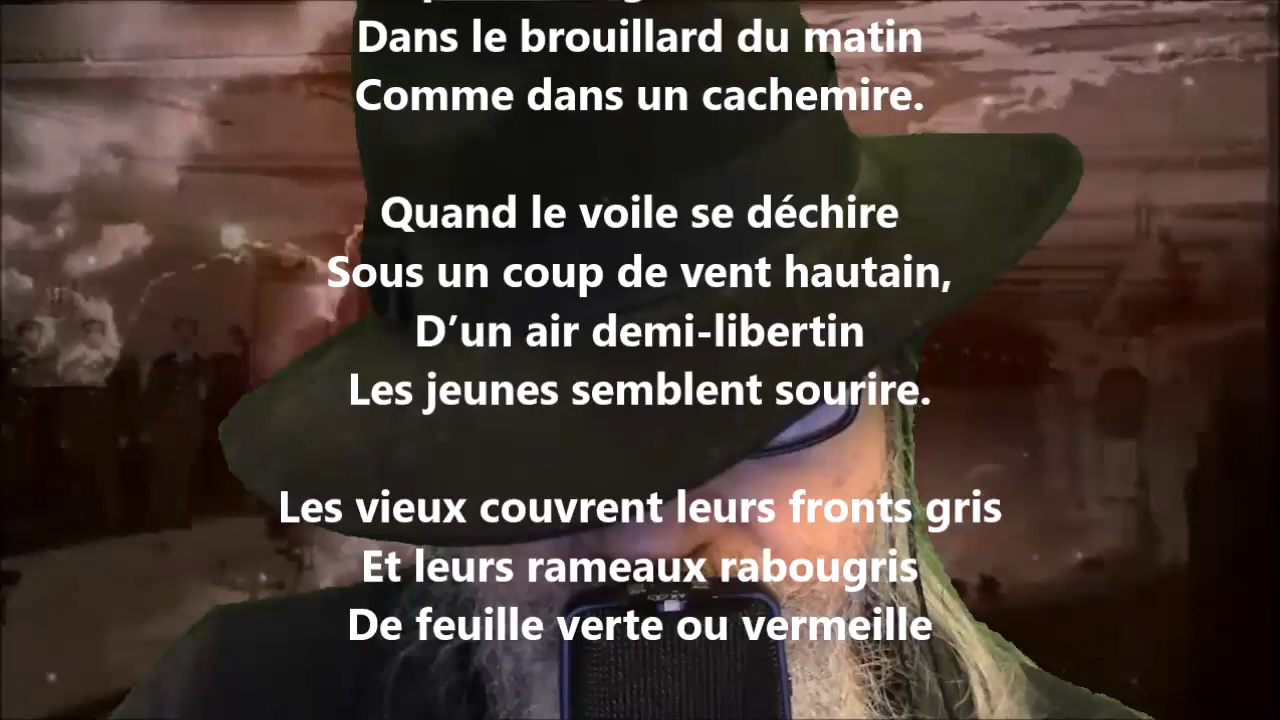 Dans le brouillard du matin
Comme dans un cachemire.
Quand le voile se déchire
Sous un coup de vent hautain,
D’un air demi-libertin
Les jeunes semblent sourire.
Les vieux couvrent leurs fronts gris
Et leurs rameaux rabougris
De feuille verte ou vermeille